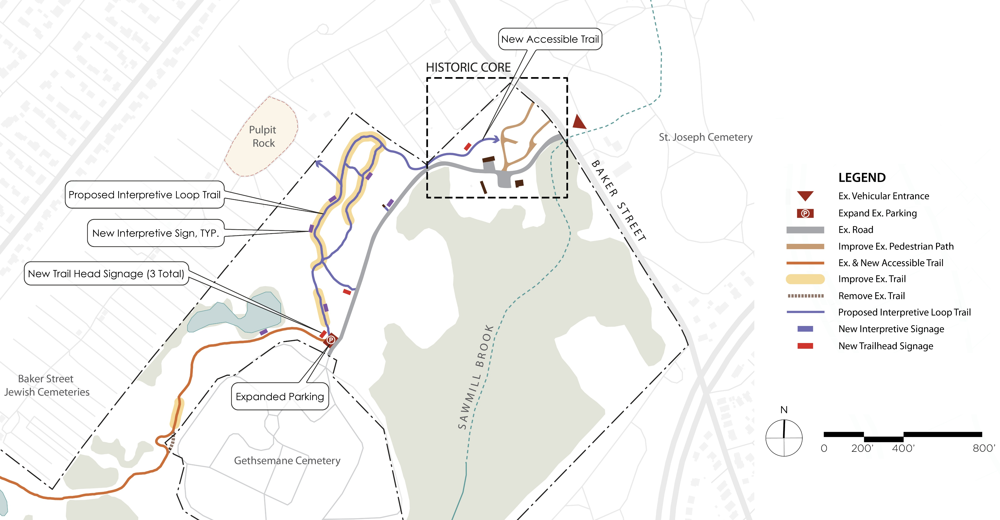 New Accessible Trail
HISTORIC CORE
Pulpit
Rock
St. Joseph Cemetery
BAKER STREET
Proposed Interpretive Loop Trail
New Interpretive Sign, TYP.
New Trail Head Signage (3 Total)
P
SAWMILL BROOK
Baker Street
Jewish Cemeteries
Expanded Parking
Gethsemane Cemetery
LEGEND
Ex. Vehicular Entrance
P Expand Ex. Parking
Ex. Road
Improve Ex. Pedestrian Path
Ex. & New Accessible Trail
Improve Ex. Trail
Remove Ex. Trail
Proposed Interpretive Loop Trail
New Interpretive Signage
New Trailhead Signage
N
0 200' 400' 800'